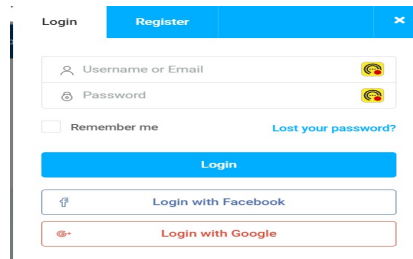 Login Register ×
Username or Email
Password
Remember me Lost your password?
Login
Login with Facebook
G+ Login with Google